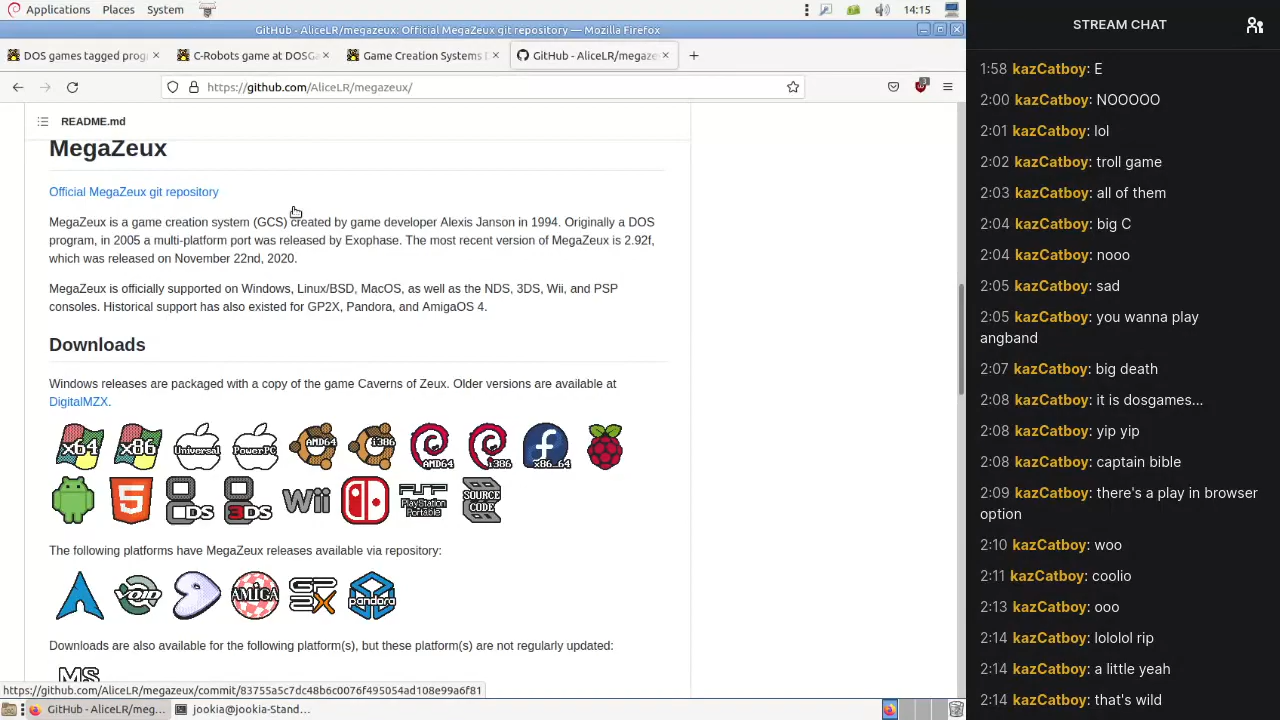 Applications Places System 14:15
GitHub - AliceLR/megazeux: Official MegaZeux git repository — Mozilla Firefox
DOS games tagged prog × C-Robots game at DOSGa × Game Creation Systems D × GitHub - AliceLR/megaze ×
https://github.com/AliceLR/megazeux/
README.md
MegaZeux
Official MegaZeux git repository
MegaZeux is a game creation system (GCS) created by game developer Alexis Janson in 1994. Originally a DOS
program, in 2005 a multi-platform port was released by Exophase. The most recent version of MegaZeux is 2.92f,
which was released on November 22nd, 2020.
MegaZeux is officially supported on Windows, Linux/BSD, MacOS, as well as the NDS, 3DS, Wii, and PSP
consoles. Historical support has also existed for GP2X, Pandora, and AmigaOS 4.
Downloads
Windows releases are packaged with a copy of the game Caverns of Zeux. Older versions are available at
DigitalMZX.
x64 x86 Universal PowerPC AMD64 i386 AMD64 i386 x86_64
5 DS 3DS Wii PSP PlayStation Portable SOURCE CODE
The following platforms have MegaZeux releases available via repository:
VOID AMIGA GP2X pandora
Downloads are also available for the following platform(s), but these platform(s) are not regularly updated:
MS
https://github.com/AliceLR/megazeux/commit/83755a5c7dc48b6c0076f495054ad108e99a6f81
GitHub - AliceLR/meg... jookia@jookia-Stand...
STREAM CHAT
1:58 kazCatboy: E
2:00 kazCatboy: NOOOOO
2:01 kazCatboy: lol
2:02 kazCatboy: troll game
2:03 kazCatboy: all of them
2:04 kazCatboy: big C
2:04 kazCatboy: nooo
2:05 kazCatboy: sad
2:05 kazCatboy: you wanna play
angband
2:07 kazCatboy: big death
2:08 kazCatboy: it is dosgames...
2:08 kazCatboy: yip yip
2:08 kazCatboy: captain bible
2:09 kazCatboy: there's a play in browser
option
2:10 kazCatboy: woo
2:11 kazCatboy: coolio
2:13 kazCatboy: ooo
2:14 kazCatboy: lololol rip
2:14 kazCatboy: a little yeah
2:14 kazCatboy: that's wild